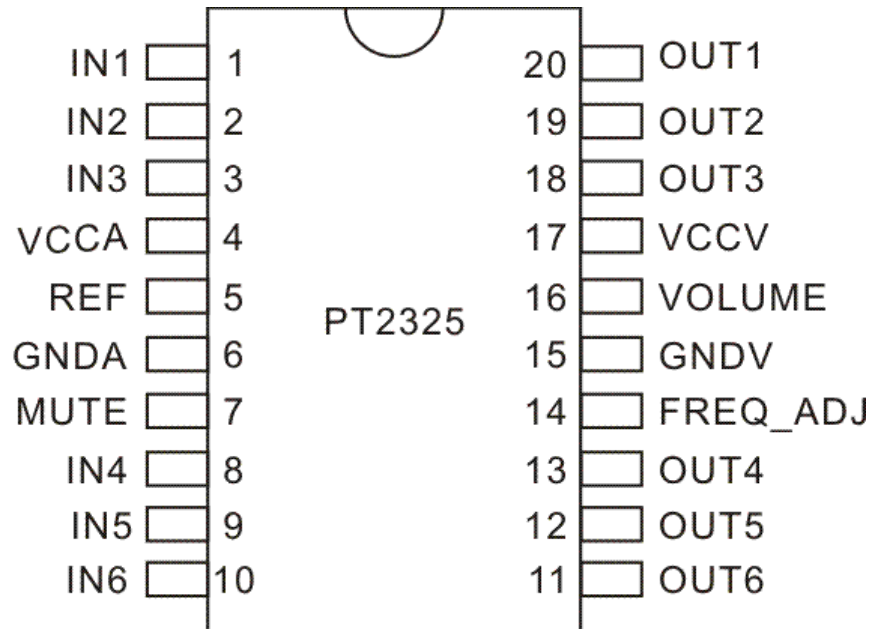 IN1 1 20 OUT1
IN2 2 19 OUT2
IN3 3 18 OUT3
VCCA 4 17 VCCV
REF 5 16 VOLUME
PT2325
GNDA 6 15 GNDV
MUTE 7 14 FREQ_ADJ
IN4 8 13 OUT4
IN5 9 12 OUT5
IN6 10 11 OUT6